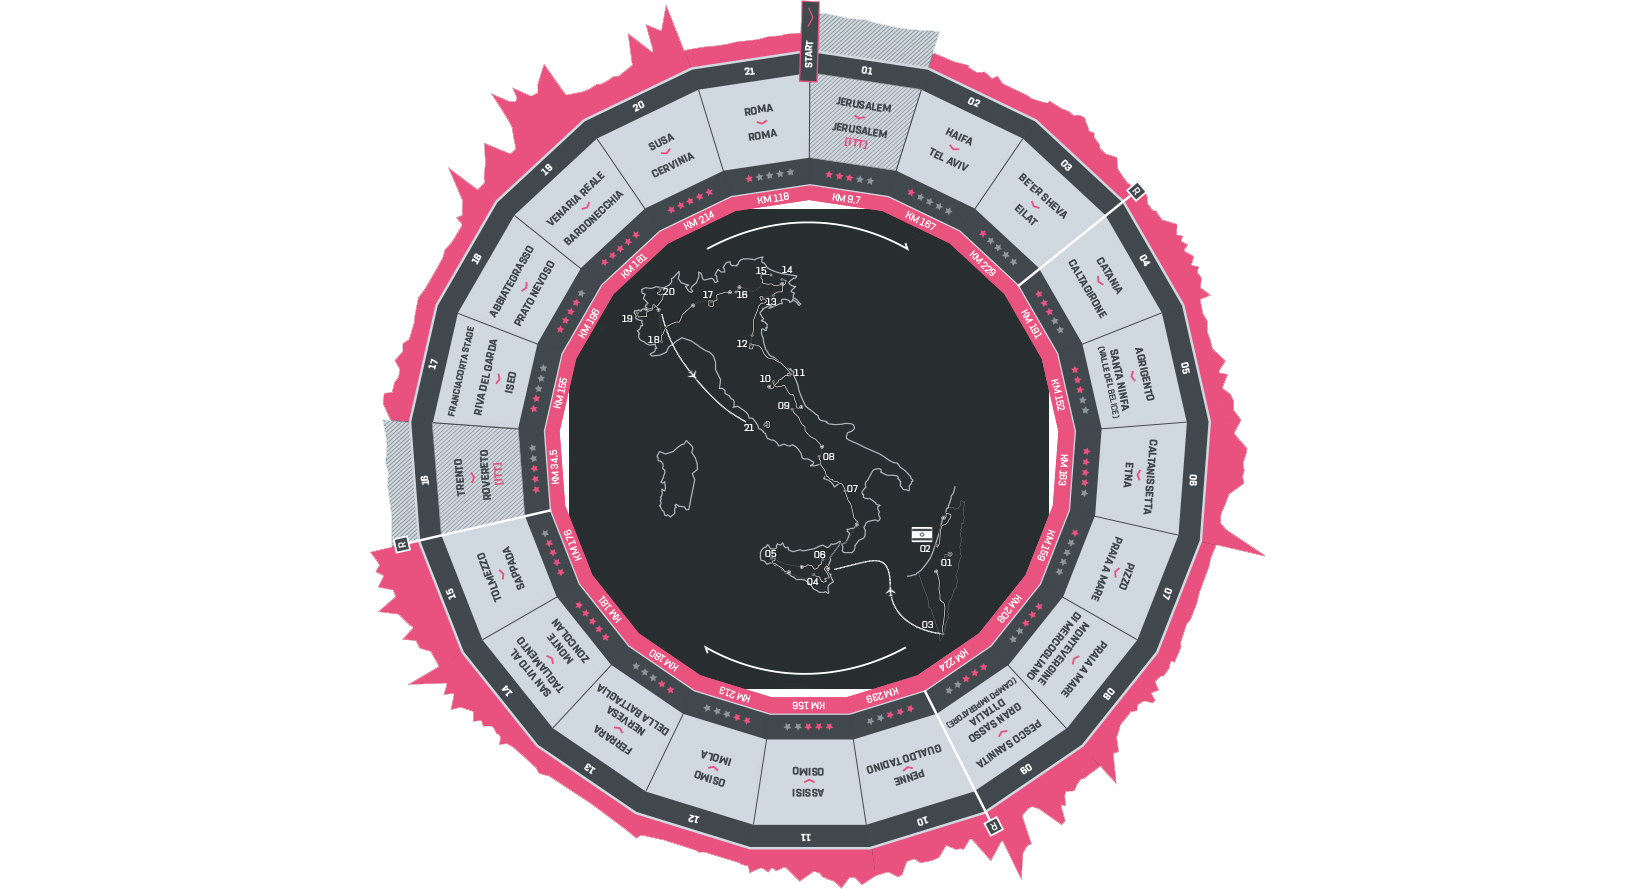 START
01
JERUSALEM
JERUSALEM
[ITT]
KM 9.7
02
HAIFA
TEL AVIV
KM 167
03
BE'ER SHEVA
EILAT
KM 229
R
04
CATANIA
CALTAGIRONE
KM 191
05
AGRIGENTO
SANTA NINFA
(VALLE DEL BELICE)
KM 152
06
CALTANISSETTA
ETNA
KM 163
07
PIZZO
PRAIA A MARE
KM 159
08
PRAIA A MARE
MONTEVERGINE
DI MERCOGLIANO
KM 208
09
PESCO SANNITA
GRAN SASSO
D'ITALIA
(CAMPO IMPERATORE)
KM 224
R
10
PENNE
GUALDO TADINO
KM 239
11
ASSISI
OSIMO
KM 156
12
OSIMO
IMOLA
KM 213
13
FERRARA
NERVESA
DELLA BATTAGLIA
KM 180
14
SAN VITO AL
TAGLIAMENTO
MONTE
ZONCOLAN
KM 181
15
TOLMEZZO
SAPPADA
KM 176
R
16
TRENTO
ROVERETO
[ITT]
KM 34.5
17
FRANCIACORTA STAGE
RIVA DEL GARDA
ISEO
KM 155
18
ABBIATEGRASSO
PRATO NEVOSO
KM 196
19
VENARIA REALE
BARDONECCHIA
KM 181
20
SUSA
CERVINIA
KM 214
21
ROMA
ROMA
KM 118
15
14
20
17
16
13
19
18
12
11
10
09
21
08
07
02
05
06
01
04
03